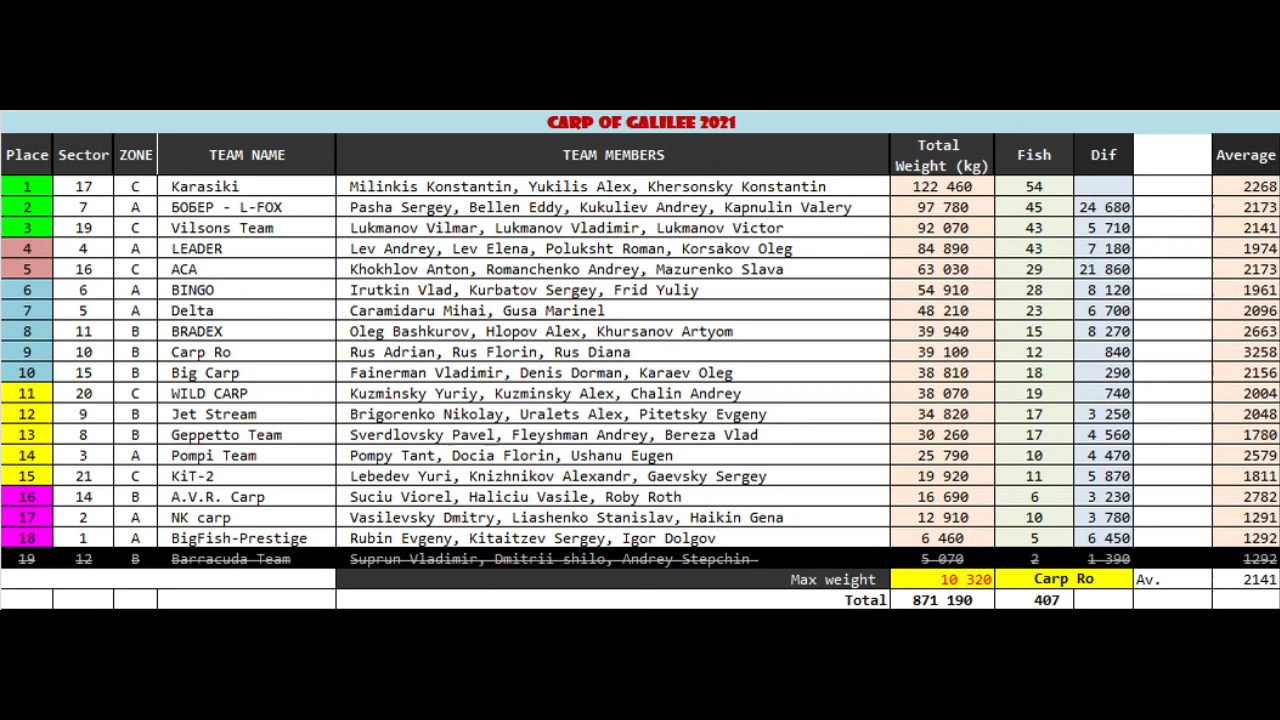 CARP OF GALILEE 2021
Place Sector ZONE TEAM NAME TEAM MEMBERS Total Weight (kg) Fish Dif Average
1 17 C Karasiki Milinkis Konstantin, Yukilis Alex, Khersonsky Konstantin 122 460 54 2268
2 7 A БОБЕР - L-FOX Pasha Sergey, Bellen Eddy, Kukuliev Andrey, Kapnulin Valery 97 780 45 24 680 2173
3 19 C Vilsons Team Lukmanov Vilmar, Lukmanov Vladimir, Lukmanov Victor 92 070 43 5 710 2141
4 4 A LEADER Lev Andrey, Lev Elena, Poluksht Roman, Korsakov Oleg 84 890 43 7 180 1974
5 16 C ACA Khokhlov Anton, Romanchenko Andrey, Mazurenko Slava 63 030 29 21 860 2173
6 6 A BINGO Irutkin Vlad, Kurbatov Sergey, Frid Yuliy 54 910 28 8 120 1961
7 5 A Delta Caramidaru Mihai, Gusa Marinel 48 210 23 6 700 2096
8 11 B BRADEX Oleg Bashkurov, Hlopov Alex, Khursanov Artyom 39 940 15 8 270 2663
9 10 B Carp Ro Rus Adrian, Rus Florin, Rus Diana 39 100 12 840 3258
10 15 B Big Carp Fainerman Vladimir, Denis Dorman, Karaev Oleg 38 810 18 290 2156
11 20 C WILD CARP Kuzminsky Yuriy, Kuzminsky Alex, Chalin Andrey 38 070 19 740 2004
12 9 B Jet Stream Brigorenko Nikolay, Uralets Alex, Pitetsky Evgeny 34 820 17 3 250 2048
13 8 B Geppetto Team Sverdlovsky Pavel, Fleyshman Andrey, Bereza Vlad 30 260 17 4 560 1780
14 3 A Pompi Team Pompy Tant, Docia Florin, Ushanu Eugen 25 790 10 4 470 2579
15 21 C KiT-2 Lebedev Yuri, Knizhnikov Alexandr, Gaevsky Sergey 19 920 11 5 870 1811
16 14 B A.V.R. Carp Suciu Viorel, Haliciu Vasile, Roby Roth 16 690 6 3 230 2782
17 2 A NK carp Vasilevsky Dmitry, Liashenko Stanislav, Haikin Gena 12 910 10 3 780 1291
18 1 A BigFish-Prestige Rubin Evgeny, Kitaitzev Sergey, Igor Dolgov 6 460 5 6 450 1292
19 12 B Barracuda Team Suprun Vladimir, Dmitrii shilo, Andrey Stepchin 5 070 2 1 390 1292
Max weight 10 320 Carp Ro Av. 2141
Total 871 190 407